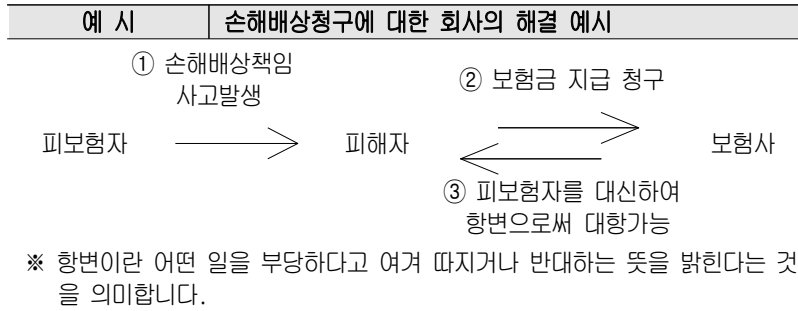 예 시 손해배상청구에 대한 회사의 해결 예시
① 손해배상책임
사고발생
② 보험금 지급 청구
피보험자 피해자 보험사
③ 피보험자를 대신하여
항변으로써 대항가능
※ 항변이란 어떤 일을 부당하다고 여겨 따지거나 반대하는 뜻을 밝힌다는 것
을 의미합니다.